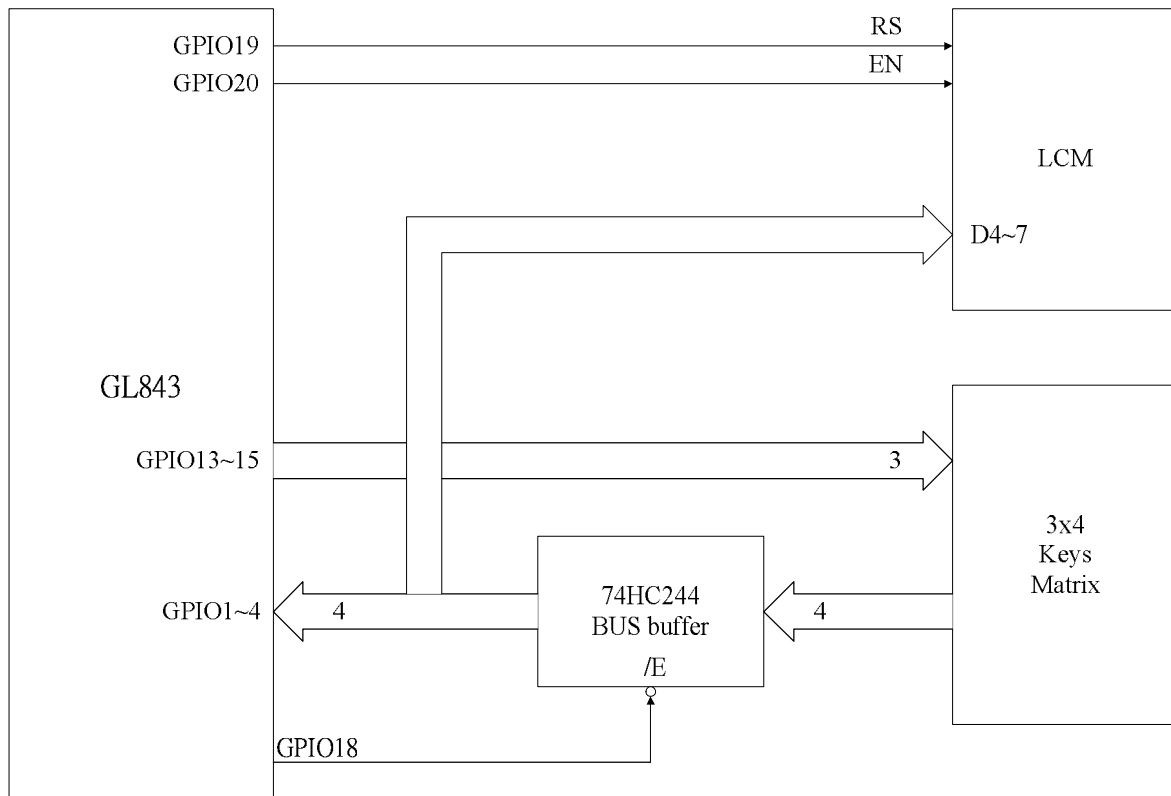 GPIO19
RS
GPIO20
EN
LCM
D4~7
GL843
GPIO13~15
3
3x4
Keys
Matrix
GPIO1~4
4
74HC244
BUS buffer
/E
4
GPIO18